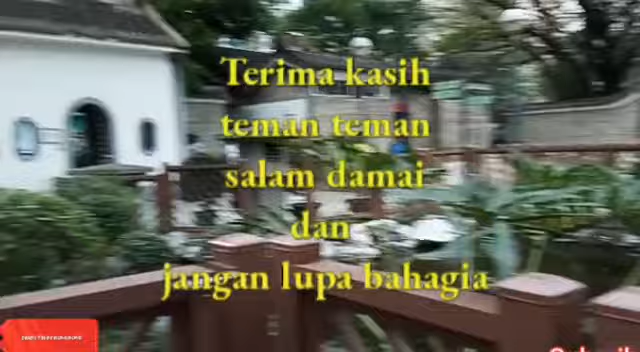 Terima kasih
teman teman
salam damai
dan
jangan lupa bahagia